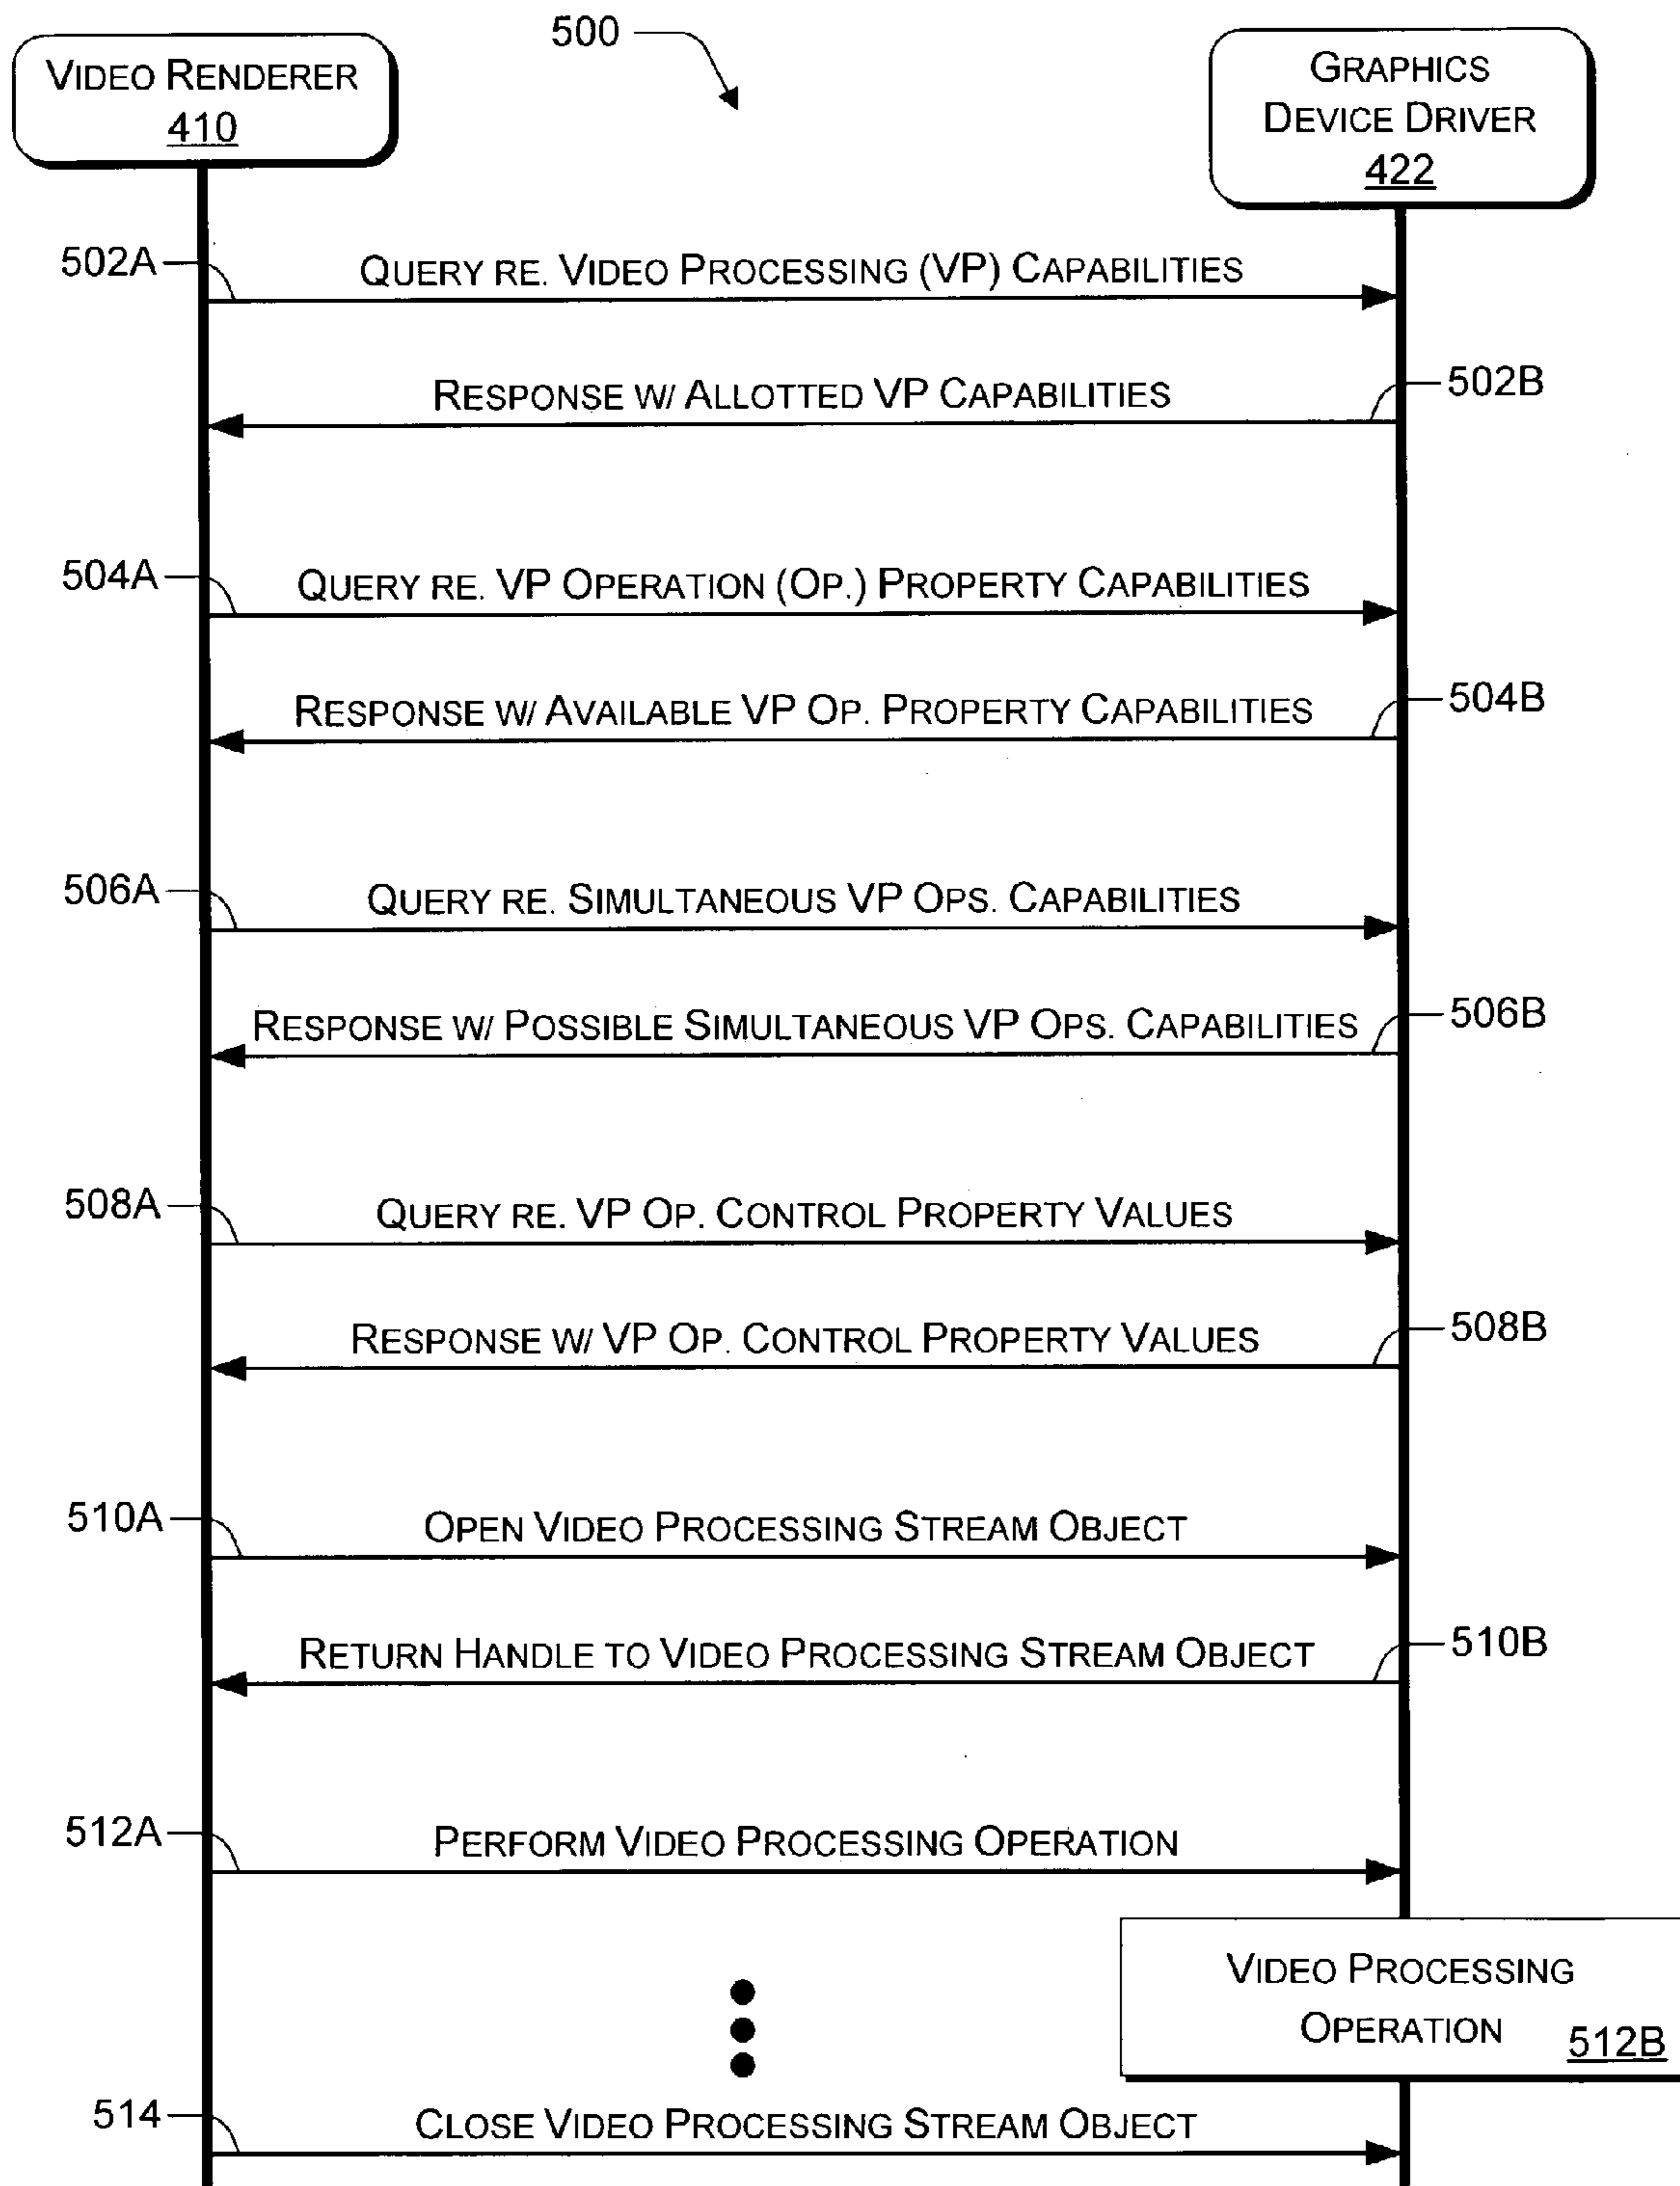 500
VIDEO RENDERER
410
GRAPHICS
DEVICE DRIVER
422
502A
QUERY RE. VIDEO PROCESSING (VP) CAPABILITIES
RESPONSE W/ ALLOTTED VP CAPABILITIES
502B
504A
QUERY RE. VP OPERATION (OP.) PROPERTY CAPABILITIES
RESPONSE W/ AVAILABLE VP OP. PROPERTY CAPABILITIES
504B
506A
QUERY RE. SIMULTANEOUS VP OPS. CAPABILITIES
RESPONSE W/ POSSIBLE SIMULTANEOUS VP OPS. CAPABILITIES
506B
508A
QUERY RE. VP OP. CONTROL PROPERTY VALUES
RESPONSE W/ VP OP. CONTROL PROPERTY VALUES
508B
510A
OPEN VIDEO PROCESSING STREAM OBJECT
RETURN HANDLE TO VIDEO PROCESSING STREAM OBJECT
510B
512A
PERFORM VIDEO PROCESSING OPERATION
VIDEO PROCESSING
OPERATION
512B
514
CLOSE VIDEO PROCESSING STREAM OBJECT